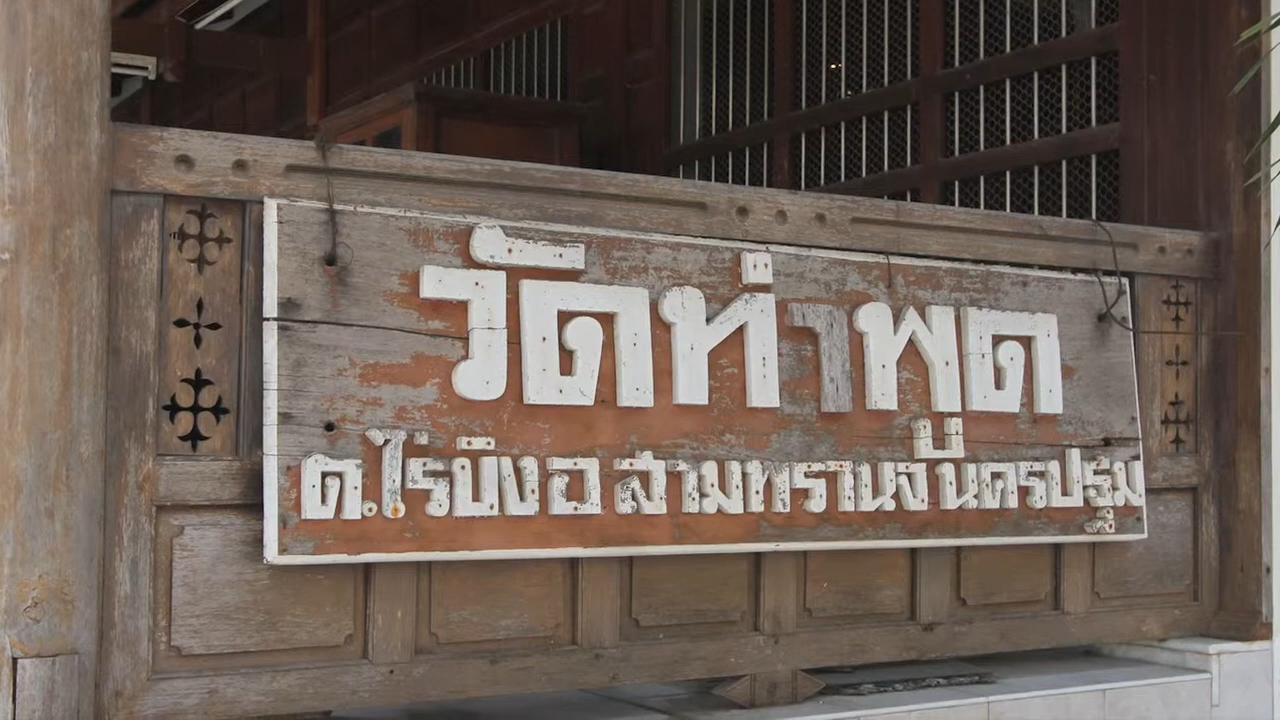 วัดท่าพูด
ต.ไร่ขิง อ สามพราน จ นครปฐม